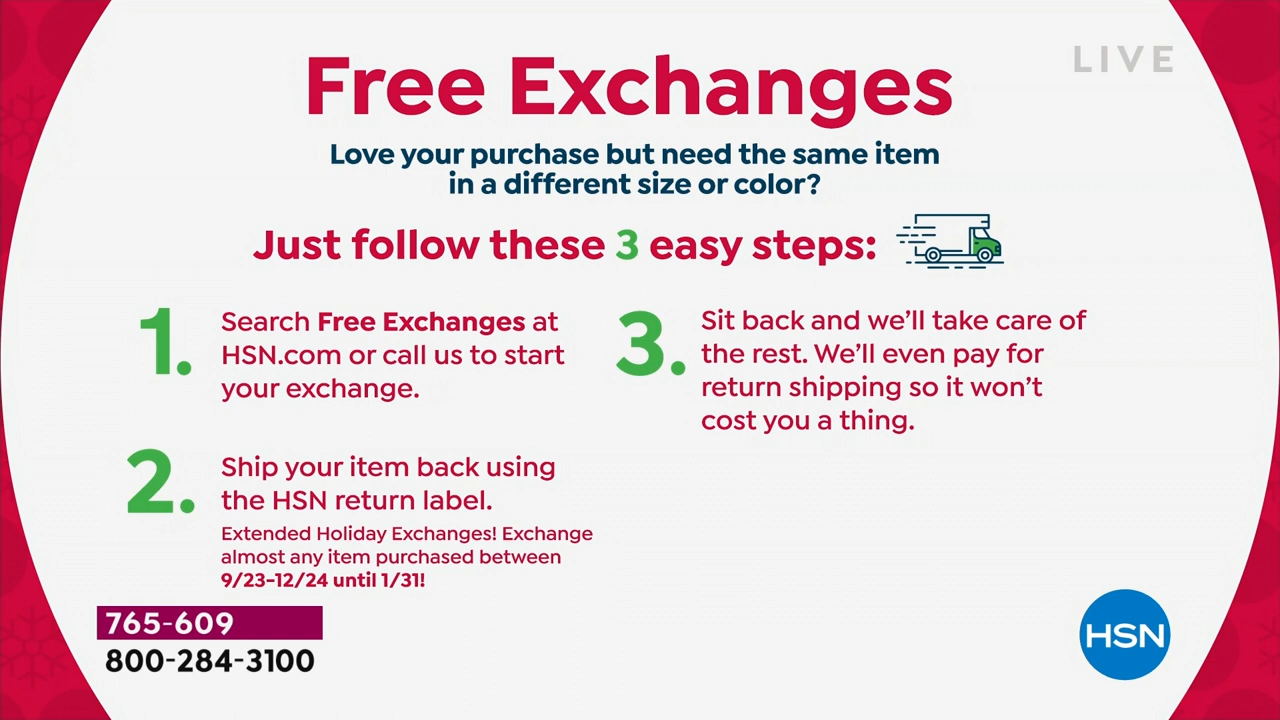 LIVE
Free Exchanges
Love your purchase but need the same item
in a different size or color?
Just follow these 3 easy steps:
1.
Search Free Exchanges at
HSN.com or call us to start
your exchange.
2.
Ship your item back using
the HSN return label.
Extended Holiday Exchanges! Exchange
almost any item purchased between
9/23-12/24 until 1/31!
3.
Sit back and we'll take care of
the rest. We'll even pay for
return shipping so it won't
cost you a thing.
765-609
800-284-3100
HSN